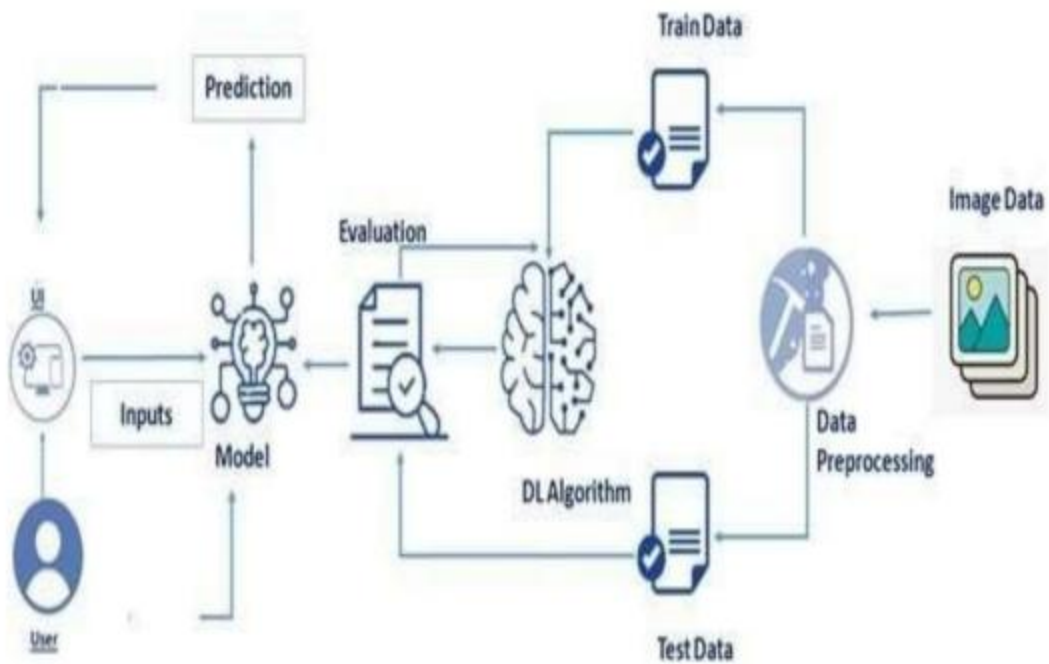 Train Data
Prediction
Image Data
Evaluation
UI
Inputs
Model
Data
Preprocessing
DL Algorithm
User
Test Data